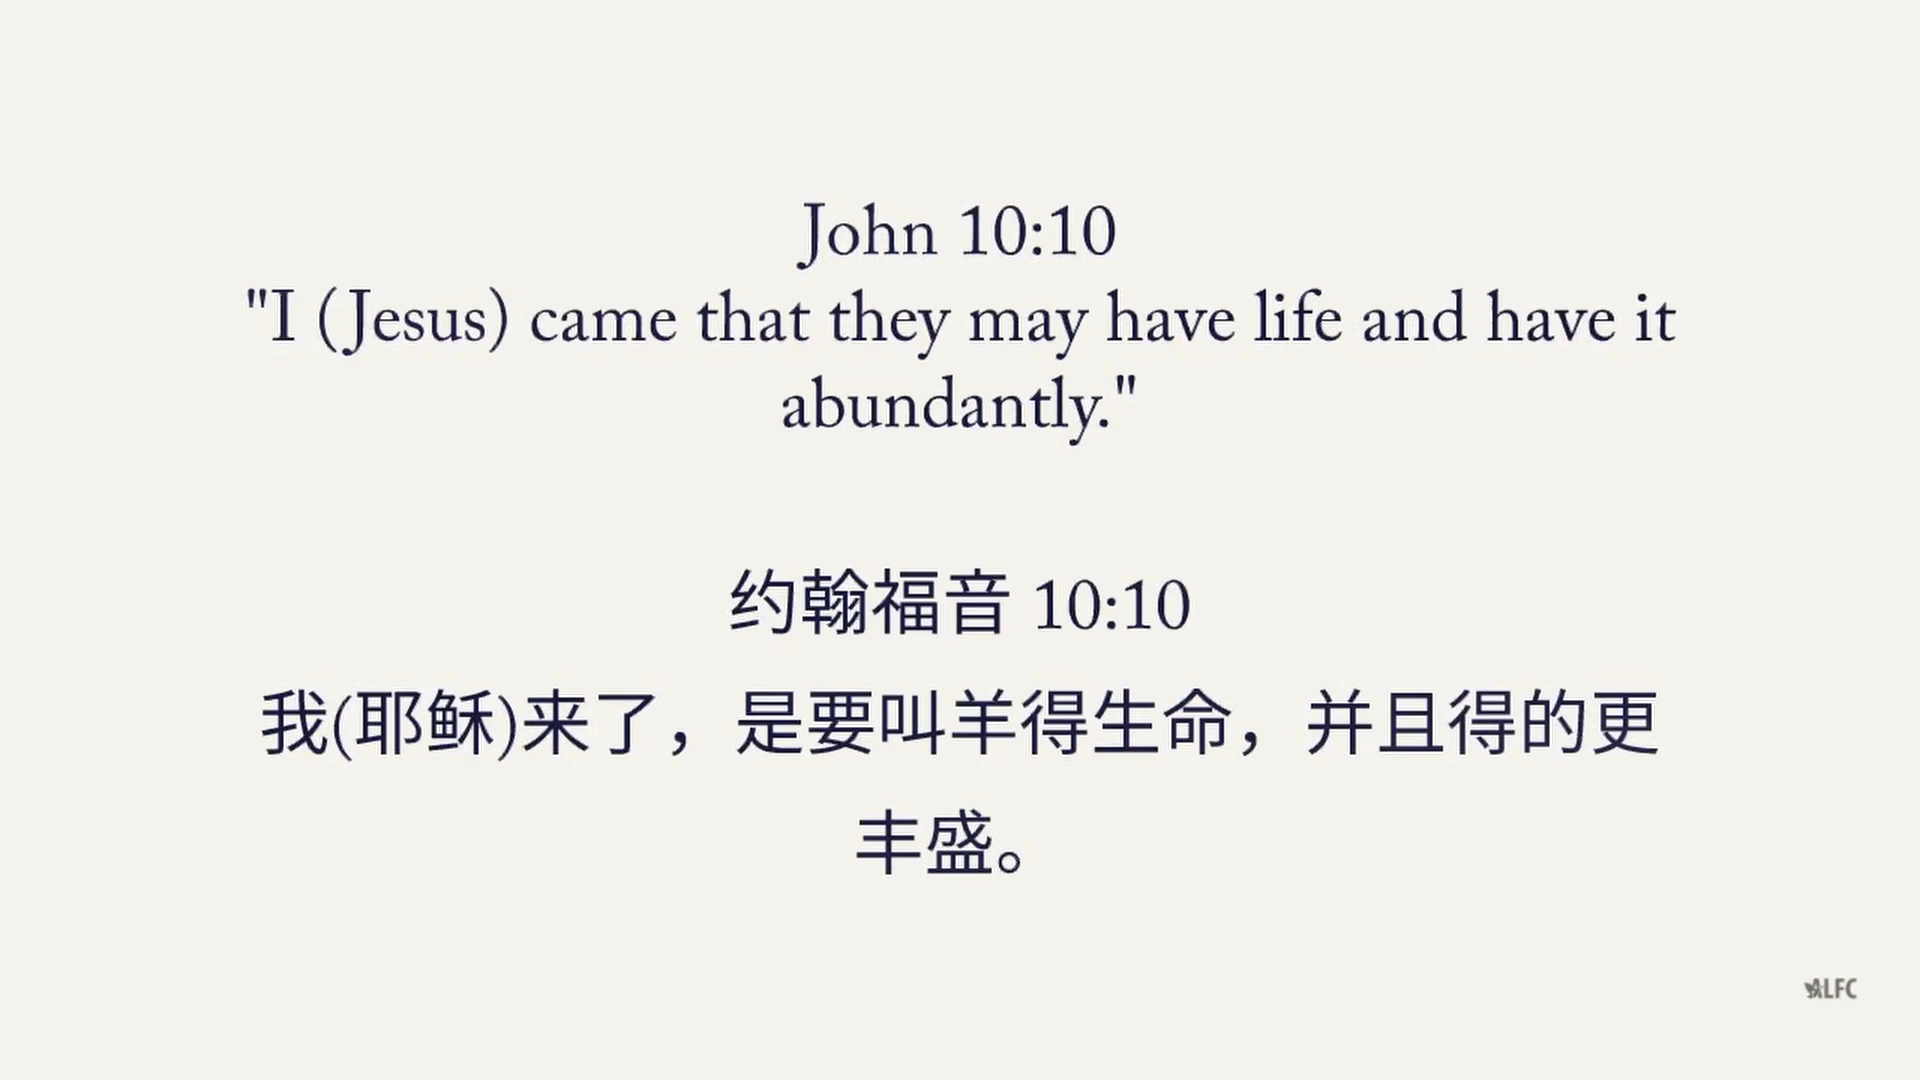 John 10:10
"I (Jesus) came that they may have life and have it
abundantly."
约翰福音 10:10
我(耶稣)来了，是要叫羊得生命，并且得的更
丰盛。
ALFC